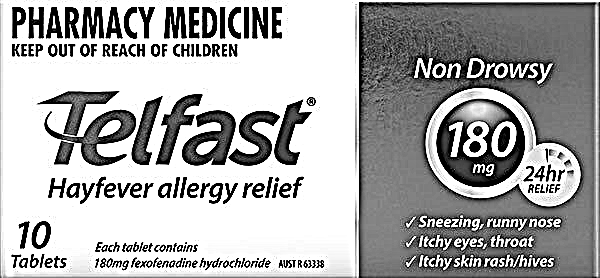 PHARMACY MEDICINE
KEEP OUT OF REACH OF CHILDREN
Telfast®
Hayfever allergy relief
10
Tablets
Each tablet contains
180mg fexofenadine hydrochloride AUST R 63338
Non Drowsy
180
mg
24hr
RELIEF
✓ Sneezing, runny nose
✓ Itchy eyes, throat
✓ Itchy skin rash/hives